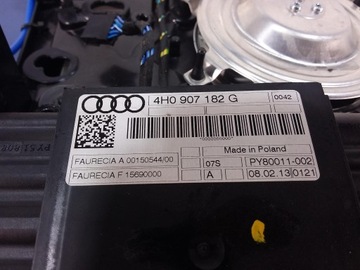 4H0 907 182 G 0042
Made in Poland
FAURECIA A 00150544/00 07S PY80011-002
FAURECIA F 15690000 A 08.02.13 0121